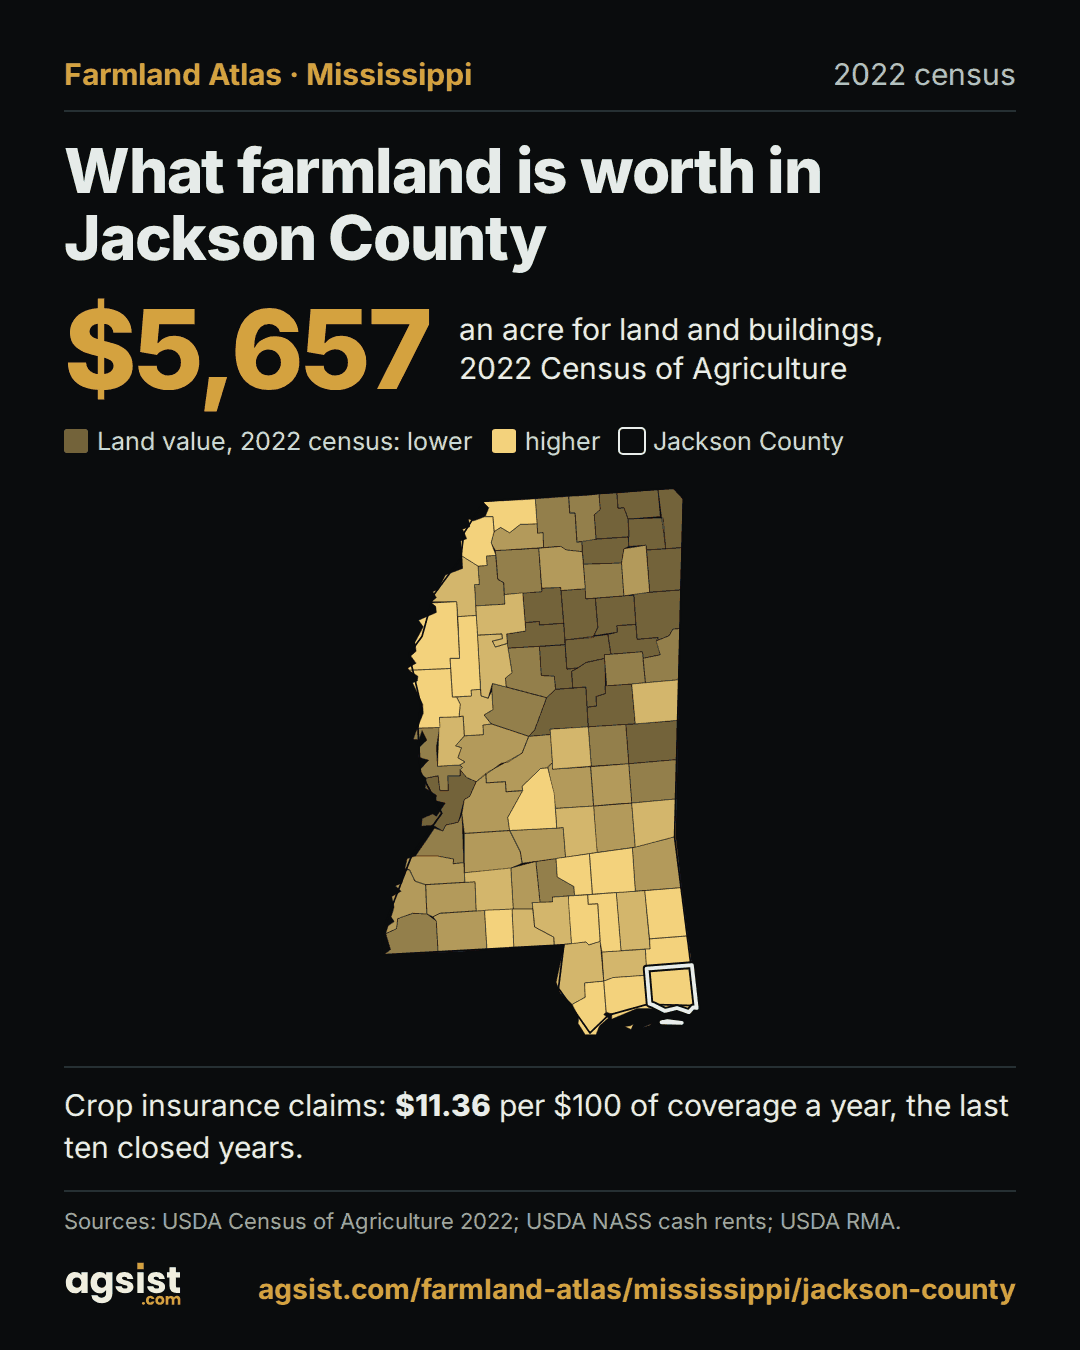 Farmland Atlas · Mississippi
2022 census
What farmland is worth in
Jackson County
$5,657
an acre for land and buildings,
2022 Census of Agriculture
Land value, 2022 census: lower
higher
Jackson County
Crop insurance claims: $11.36 per $100 of coverage a year, the last
ten closed years.
Sources: USDA Census of Agriculture 2022; USDA NASS cash rents; USDA RMA.
agsist
.com
agsist.com/farmland-atlas/mississippi/jackson-county